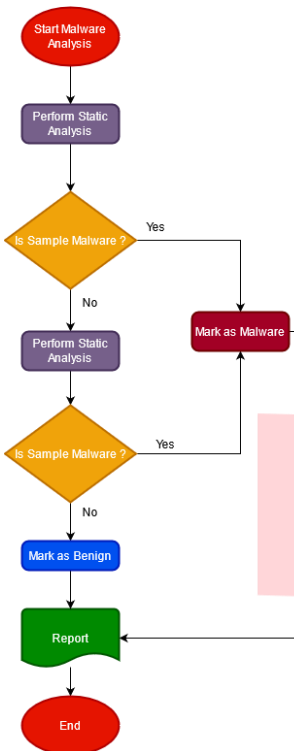 Start Malware
Analysis
Perform Static
Analysis
Is Sample Malware ?
Yes
No
Mark as Malware
Perform Static
Analysis
Is Sample Malware ?
Yes
No
Mark as Benign
Report
End